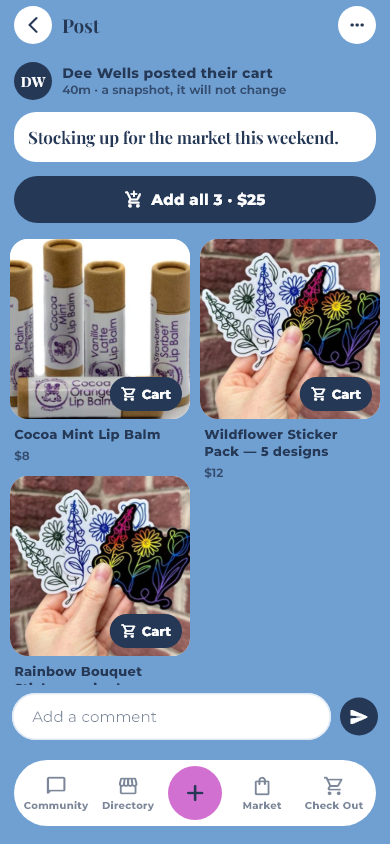 Post
DW
Dee Wells posted their cart
40m · a snapshot, it will not change
Stocking up for the market this weekend.
Add all 3 · $25
Plain
Lip Balm
Cocoa
Mint
Lip Balm
Vanilla
Latte
Lip Balm
Strawberry
Sorbet
Lip Balm
Cocoa
Orange
Lip Balm
Cart
Cart
Cocoa Mint Lip Balm
$8
Wildflower Sticker
Pack — 5 designs
$12
Cart
Rainbow Bouquet
Add a comment
Community
Directory
Market
Check Out